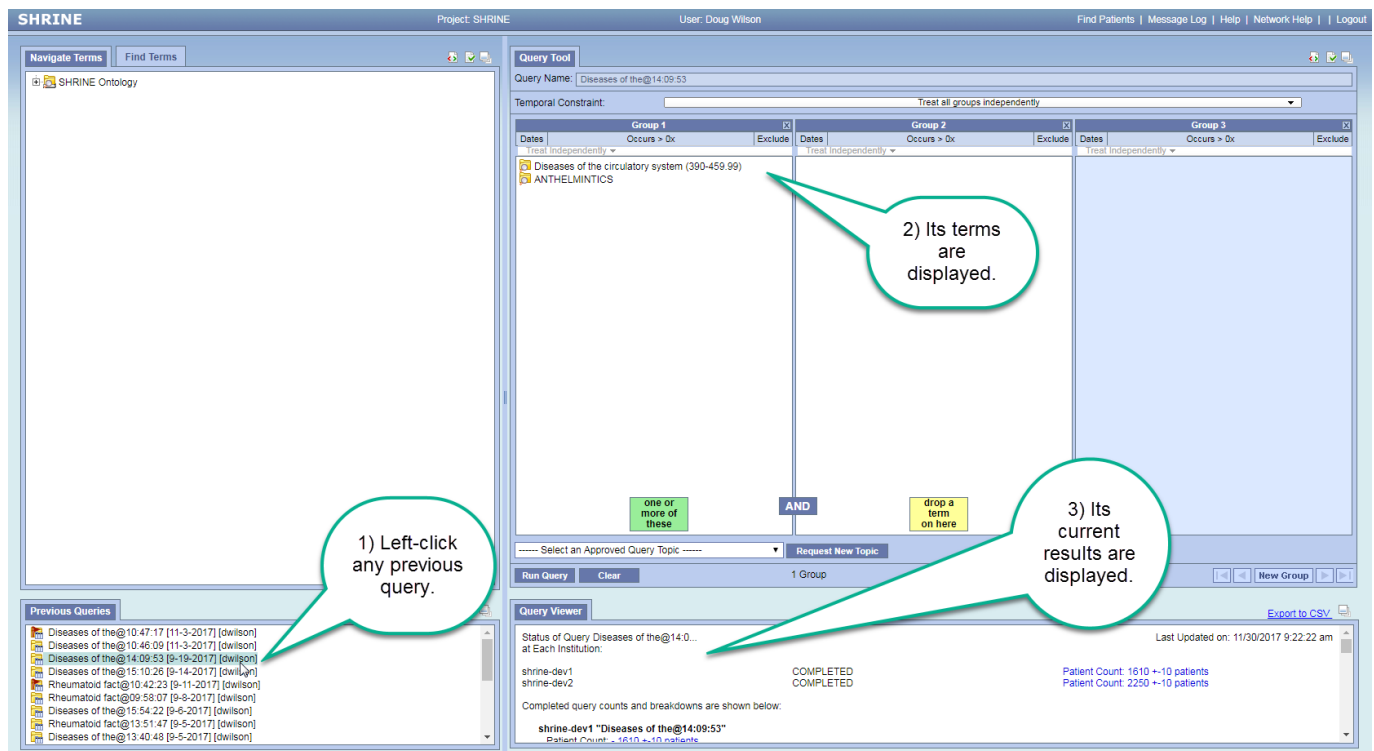 SHRINE
Project: SHRINE
User: Doug Wilson
Find Patients | Message Log | Help | Network Help | | Logout
Navigate Terms
Find Terms
SHRINE Ontology
Query Tool
Query Name: Diseases of the@14:09:53
Temporal Constraint: Treat all groups independently
Group 1
Group 2
Group 3
Dates Occurs > 0x Exclude
Dates Occurs > 0x Exclude
Dates Occurs > 0x Exclude
Treat Independently
Treat Independently
Treat Independently
Diseases of the circulatory system (390-459.99)
ANTHELMINTICS
2) Its terms
are
displayed.
one or
more of
these
AND
drop a
term
on here
3) Its
current
results are
displayed.
1) Left-click
any previous
query.
------ Select an Approved Query Topic ------
Request New Topic
Run Query
Clear
1 Group
New Group
Previous Queries
Diseases of the@10:47:17 [11-3-2017] [dwilson]
Diseases of the@10:46:09 [11-3-2017] [dwilson]
Diseases of the@14:09:53 [9-19-2017] [dwilson]
Diseases of the@15:10:26 [9-14-2017] [dwilson]
Rheumatoid fact@10:42:23 [9-11-2017] [dwilson]
Rheumatoid fact@09:58:07 [9-8-2017] [dwilson]
Diseases of the@15:54:22 [9-6-2017] [dwilson]
Rheumatoid fact@13:51:47 [9-5-2017] [dwilson]
Diseases of the@13:40:48 [9-5-2017] [dwilson]
Query Viewer
Export to CSV
Status of Query Diseases of the@14:0...
at Each Institution:
Last Updated on: 11/30/2017 9:22:22 am
shrine-dev1 COMPLETED Patient Count: 1610 +-10 patients
shrine-dev2 COMPLETED Patient Count: 2250 +-10 patients
Completed query counts and breakdowns are shown below:
shrine-dev1 "Diseases of the@14:09:53"
Patient Count: - 1610 +-10 patients